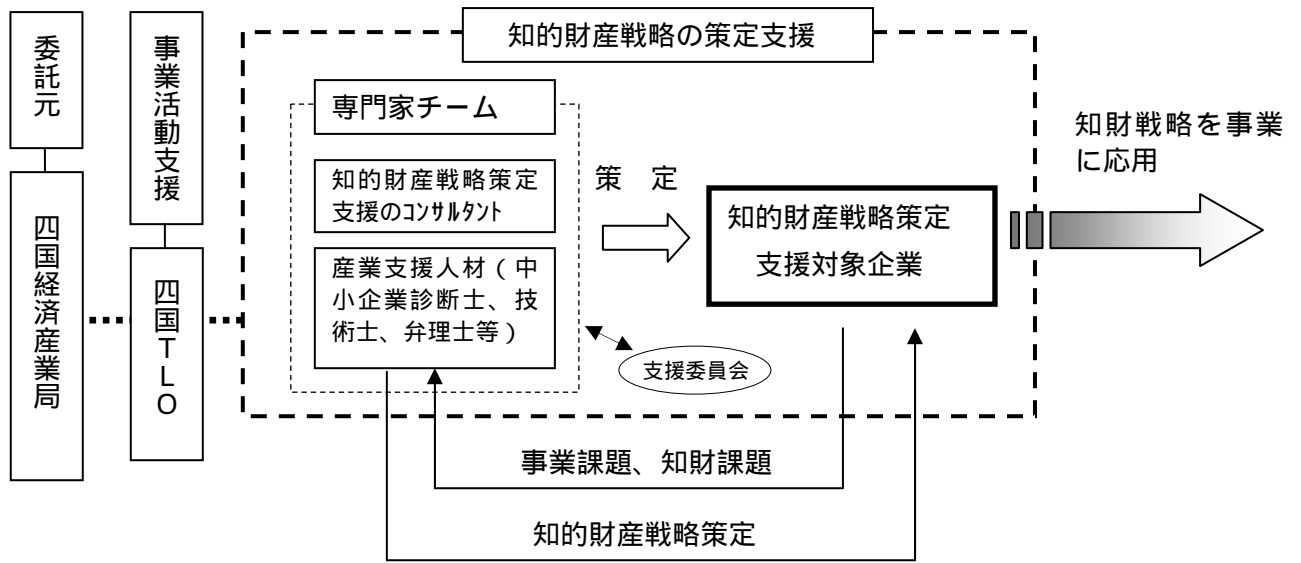 委託元
四国経済産業局
事業活動支援
四国TLO
知的財産戦略の策定支援
専門家チーム
知的財産戦略策定
支援のｺﾝｻﾙﾀﾝﾄ
産業支援人材（中
小企業診断士、技
術士、弁理士等）
策　定
知的財産戦略策定
支援対象企業
支援委員会
知財戦略を事業
に応用
事業課題、知財課題
知的財産戦略策定